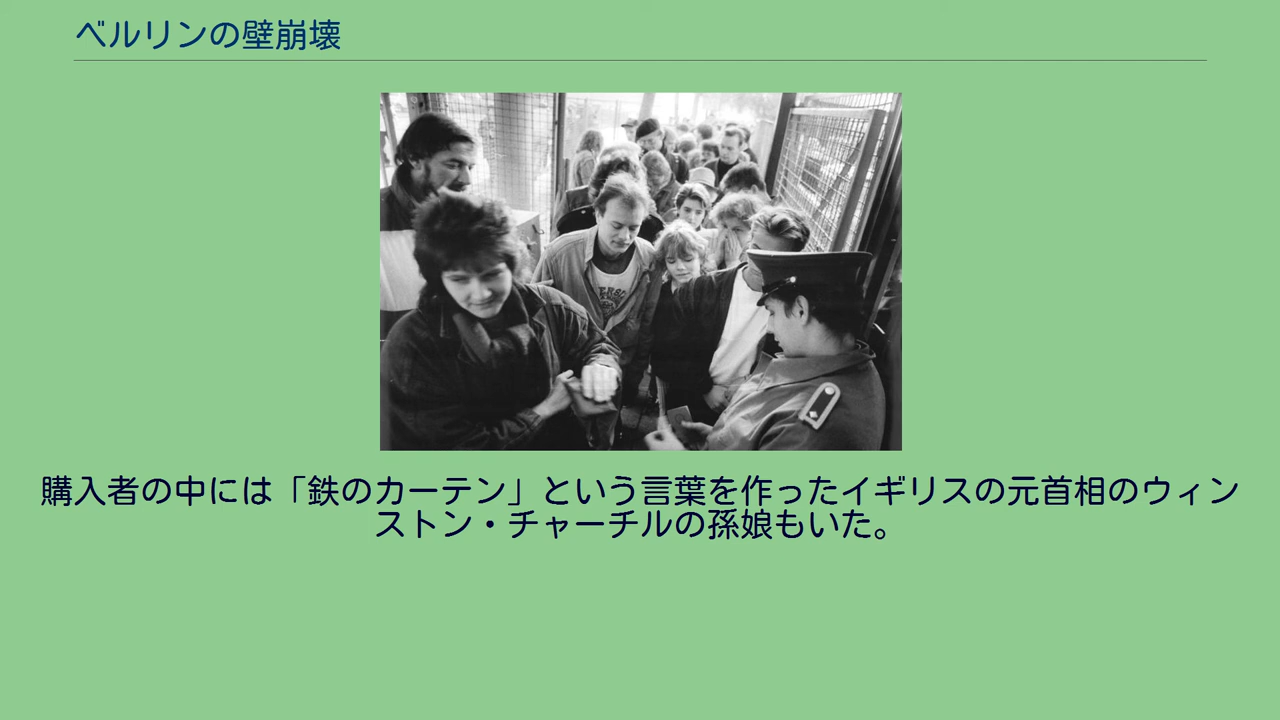 ベルリンの壁崩壊
購入者の中には「鉄のカーテン」という言葉を作ったイギリスの元首相のウィン
ストン・チャーチルの孫娘もいた。